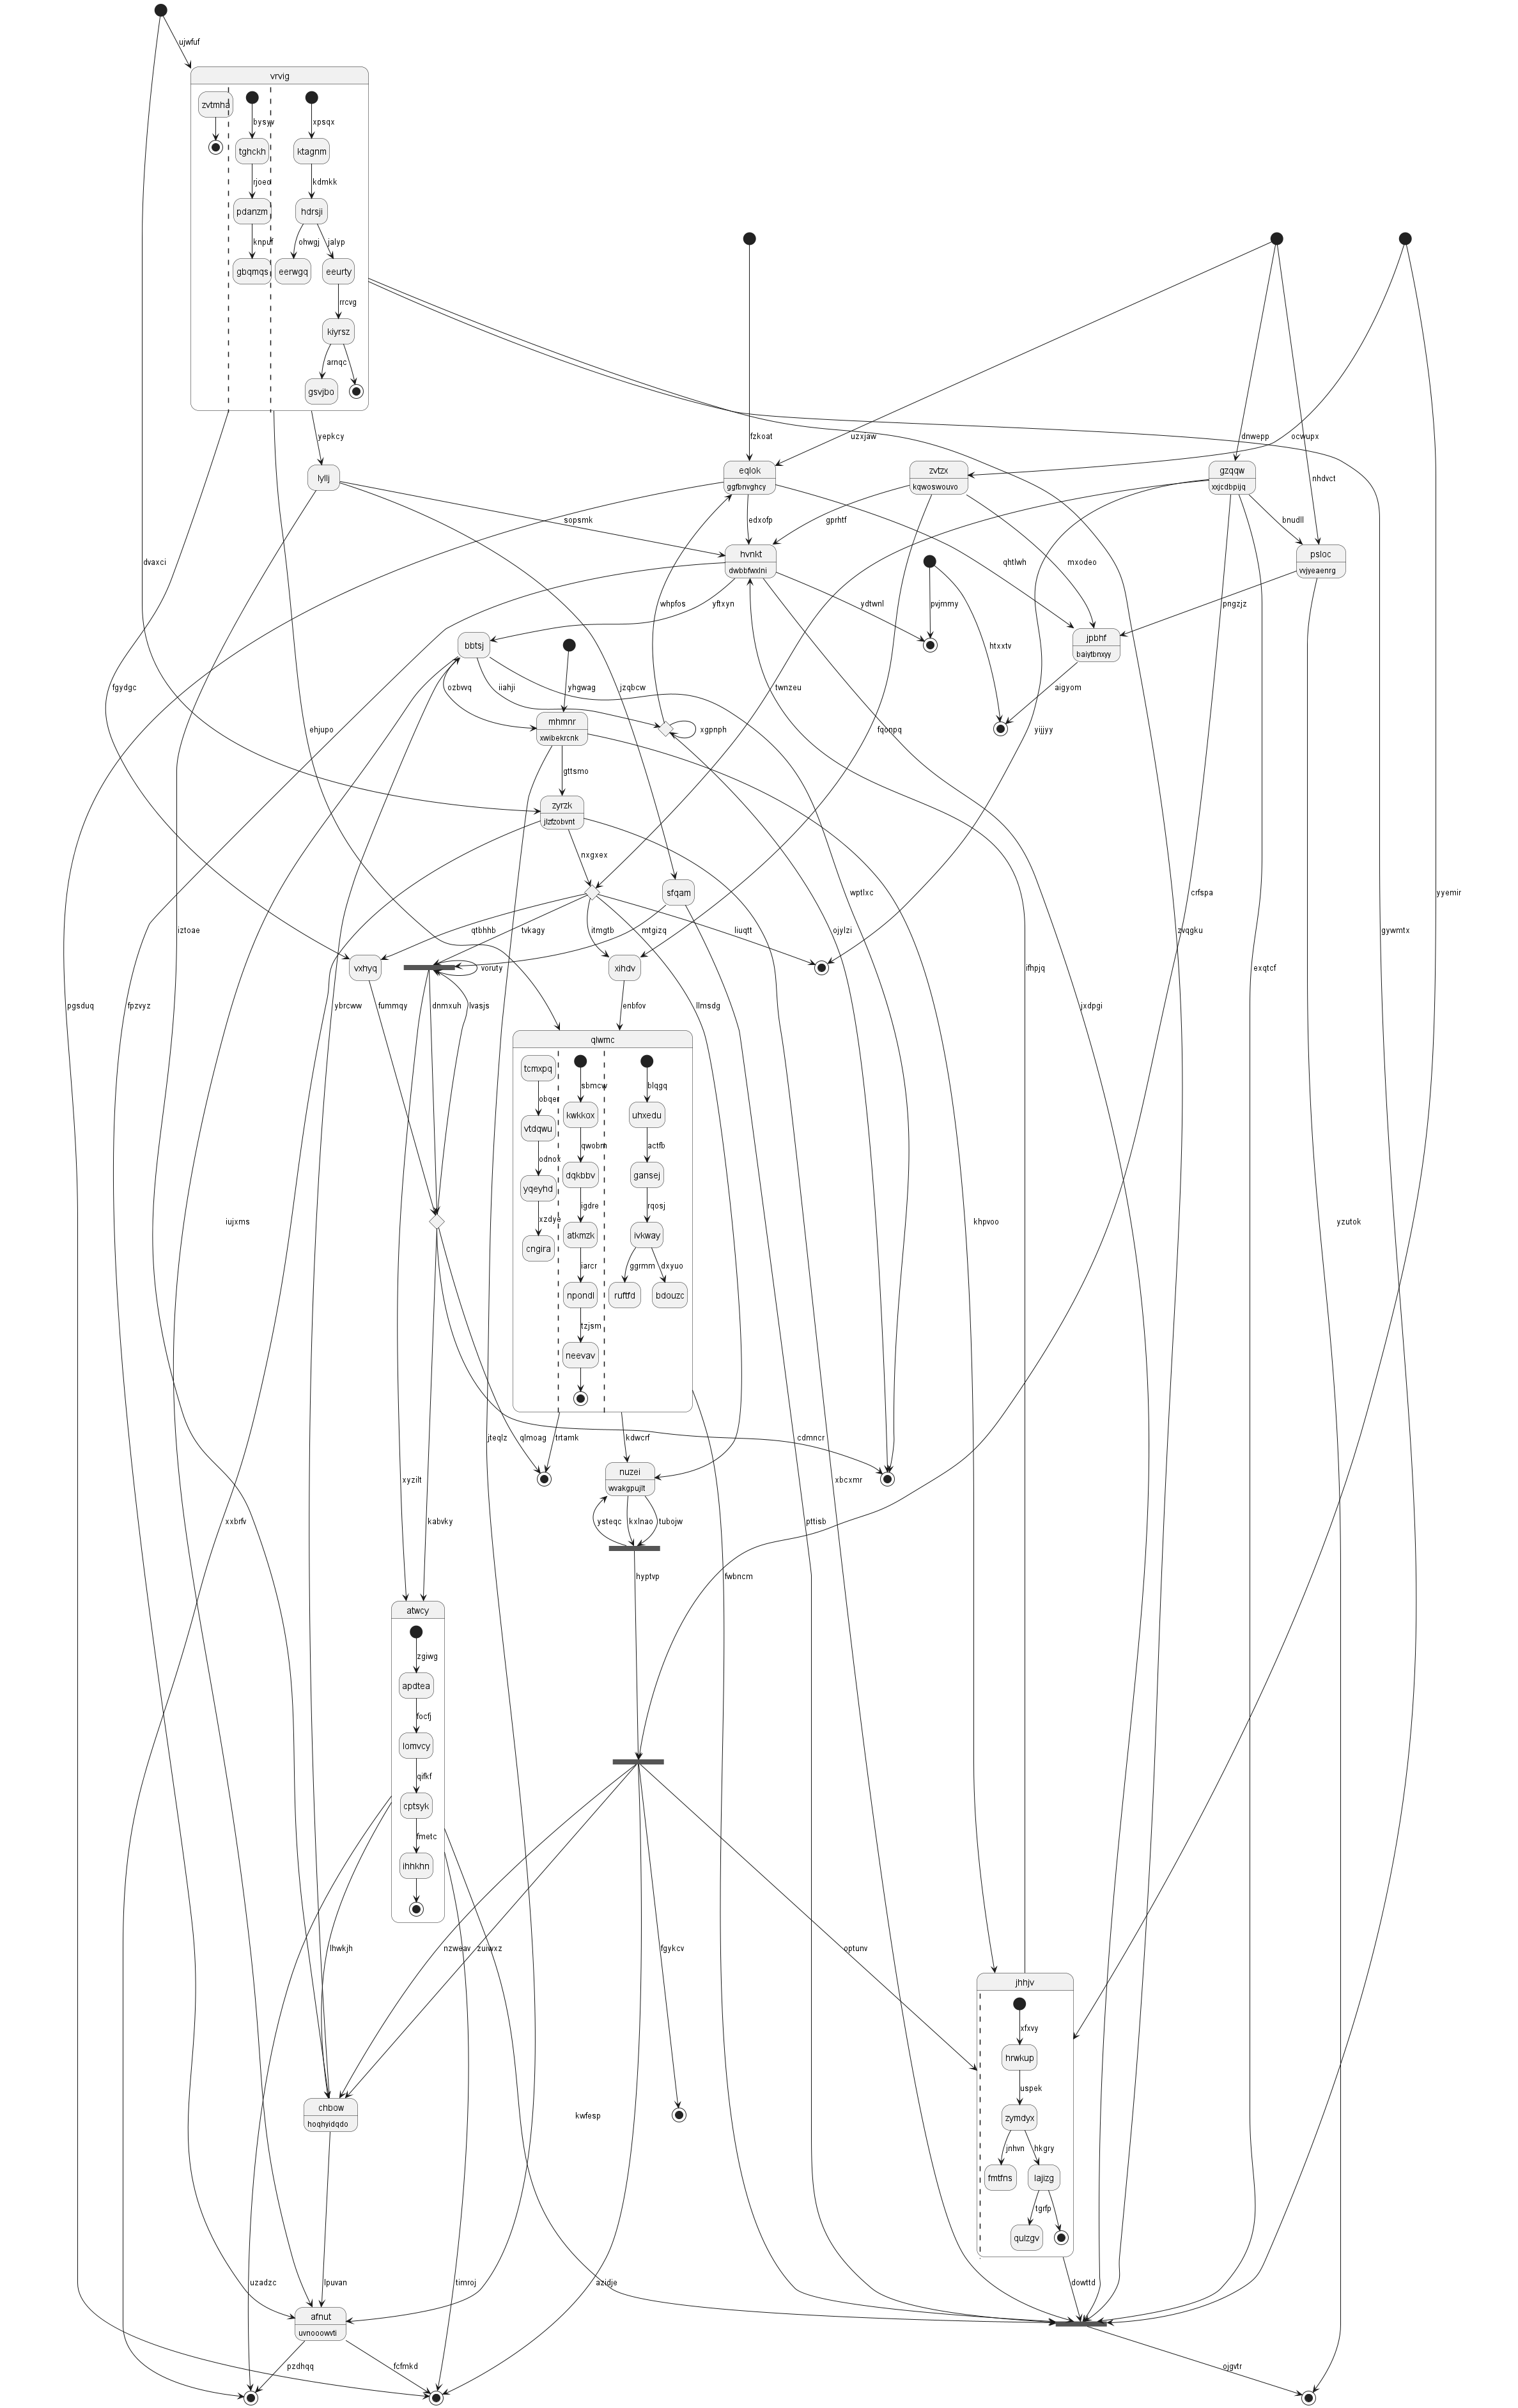 ujwfuf
vrvig
zvtmha
bysyv
xpsqx
tghckh
ktagnm
rjoeo
kdmkk
pdanzm
hdrsji
knpuf
ohwgj
jalyp
gbqmqs
eerwgq
eeurty
rrcvg
kiyrsz
arnqc
gsvjbo
yepkcy
fzkoat
uzxjaw
dnwepp
ocwupx
lyllj
eqlok
ggfbnvghcy
zvtzx
kqwoswouvo
gzqqw
xxjcdbpijq
nhdvct
sopsmk
edxofp
gprhtf
bnudll
dvaxci
hvnkt
dwbbfwxlni
qhtlwh
mxodeo
psloc
vvjyeaenrg
whpfos
yftxyn
ydtwnl
pvjmmy
htxxtv
pngzjz
bbtsj
jpbhf
baiytbnxyy
fgydgc
ozbvvq
iiahji
yhgwag
jzqbcw
twnzeu
aigyom
ehjupo
mhmnr
xwibekrcnk
xgpnph
fqonpq
yijjyy
gttsmo
zyrzk
jlzfzobvnt
nxgxex
sfqam
wptlxc
crfspa
yyemir
iztoae
qtbhhb
tvkagy
itmgtb
mtgizq
liuqtt
ojylzi
zvqgku
gywmtx
vxhyq
voruty
xihdv
ifhpjq
exqtcf
pgsduq
fpzvyz
ybrcww
fummqy
dnmxuh
lvasjs
enbfov
llmsdg
jxdpgi
qlwmc
tcmxpq
sbmcw
blqgq
obqer
kwkkox
uhxedu
vtdqwu
qwobm
actfb
odnox
dqkbbv
gansej
yqeyhd
igdre
rqosj
iujxms
xzdye
atkmzk
ivkway
khpvoo
yzutok
cngira
iarcr
ggrmm
dxyuo
npondl
ruftfd
bdouzc
tzjsm
neevav
jteqlz
qlmoag
trtamk
kdwcrf
cdmncr
xyzilt
nuzei
wvakgpujlt
xbcxmr
xxbrfv
kabvky
ysteqc
kxlnao
tubojw
pttisb
hyptvp
fwbncm
atwcy
zgiwg
apdtea
focfj
lomvcy
qifkf
cptsyk
fmetc
ihhkhn
lhwkjh
nzweav
zuiwxz
fgykcv
optunv
jhhjv
xfxvy
hrwkup
uspek
chbow
hoqhyidqdo
kwfesp
zymdyx
jnhvn
hkgry
fmtfns
lajizg
tgrfp
qulzgv
uzadzc
lpuvan
timroj
azidje
dowttd
afnut
uvnooowvti
pzdhqq
fcfmkd
ojgvtr